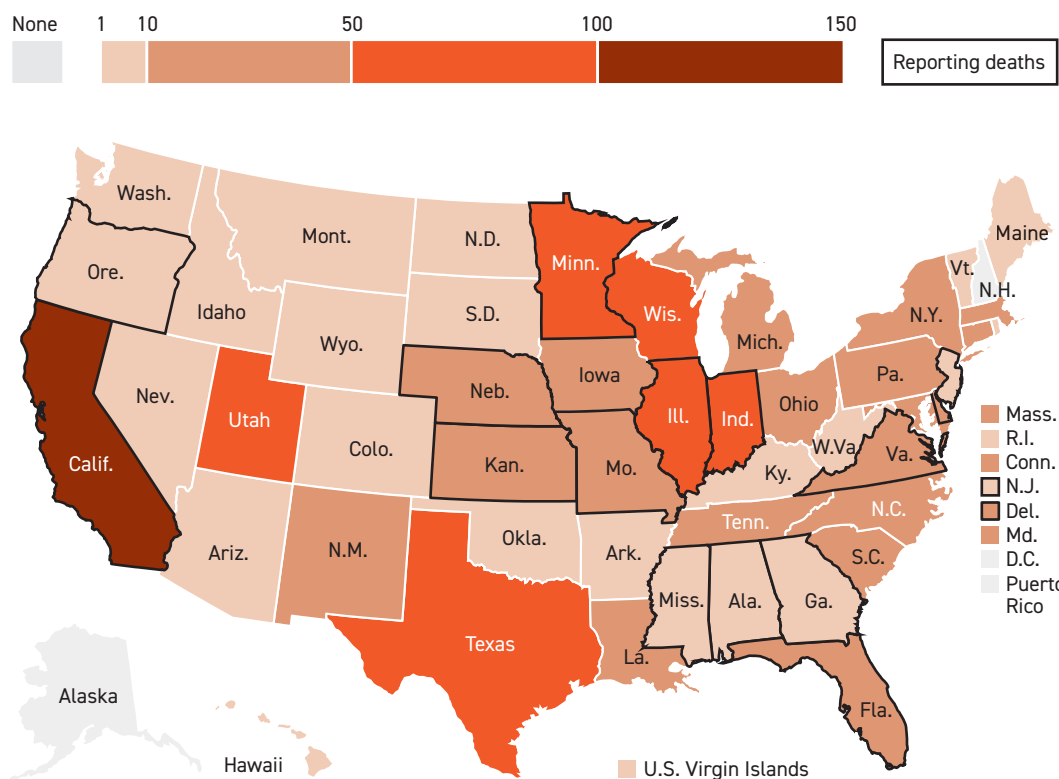 None 1 10 50 100 150
Reporting deaths
Wash.
Mont.
N.D.
Minn.
Maine
Vt.
N.H.
Ore.
Idaho
S.D.
Wis.
N.Y.
Wyo.
Mich.
Nev.
Utah
Colo.
Neb.
Iowa
Ill.
Ind.
Ohio
Pa.
Calif.
Kan.
Mo.
Ky.
W.Va
Va.
Mass.
R.I.
Conn.
N.J.
Del.
Md.
D.C.
Puerto
Rico
Ariz.
N.M.
Okla.
Ark.
Tenn.
N.C.
S.C.
Texas
La.
Miss.
Ala.
Ga.
Fla.
Alaska
Hawaii
U.S. Virgin Islands